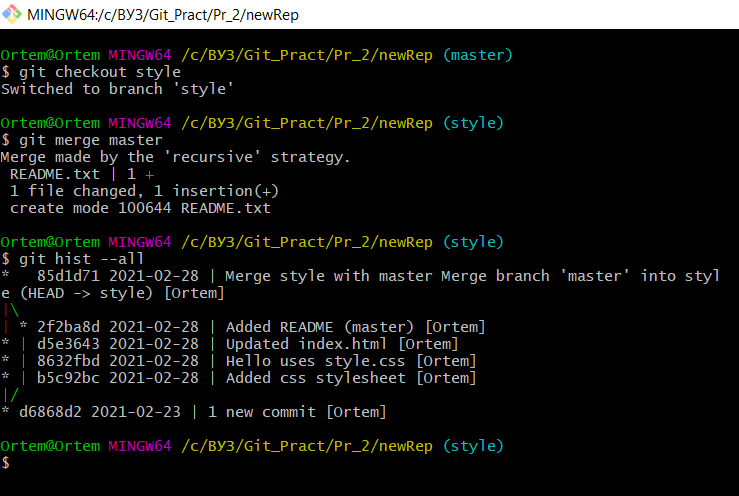 MINGW64:/c/ВУЗ/Git_Pract/Pr_2/newRep
Ortem@Ortem MINGW64 /c/ВУЗ/Git_Pract/Pr_2/newRep (master)
$ git checkout style
Switched to branch 'style'
Ortem@Ortem MINGW64 /c/ВУЗ/Git_Pract/Pr_2/newRep (style)
$ git merge master
Merge made by the 'recursive' strategy.
 README.txt | 1 +
 1 file changed, 1 insertion(+)
 create mode 100644 README.txt
Ortem@Ortem MINGW64 /c/ВУЗ/Git_Pract/Pr_2/newRep (style)
$ git hist --all
*   85d1d71 2021-02-28 | Merge style with master Merge branch 'master' into styl
e (HEAD -> style) [Ortem]
|\
| * 2f2ba8d 2021-02-28 | Added README (master) [Ortem]
* | d5e3643 2021-02-28 | Updated index.html [Ortem]
* | 8632fbd 2021-02-28 | Hello uses style.css [Ortem]
* | b5c92bc 2021-02-28 | Added css stylesheet [Ortem]
|/
* d6868d2 2021-02-23 | 1 new commit [Ortem]
Ortem@Ortem MINGW64 /c/ВУЗ/Git_Pract/Pr_2/newRep (style)
$